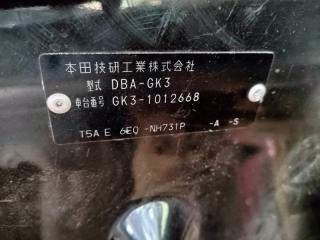 本田技研工業株式会社
型式 DBA-GK3
車台番号 GK3-1012668
T5A E 6EQ -NH731P -A -S